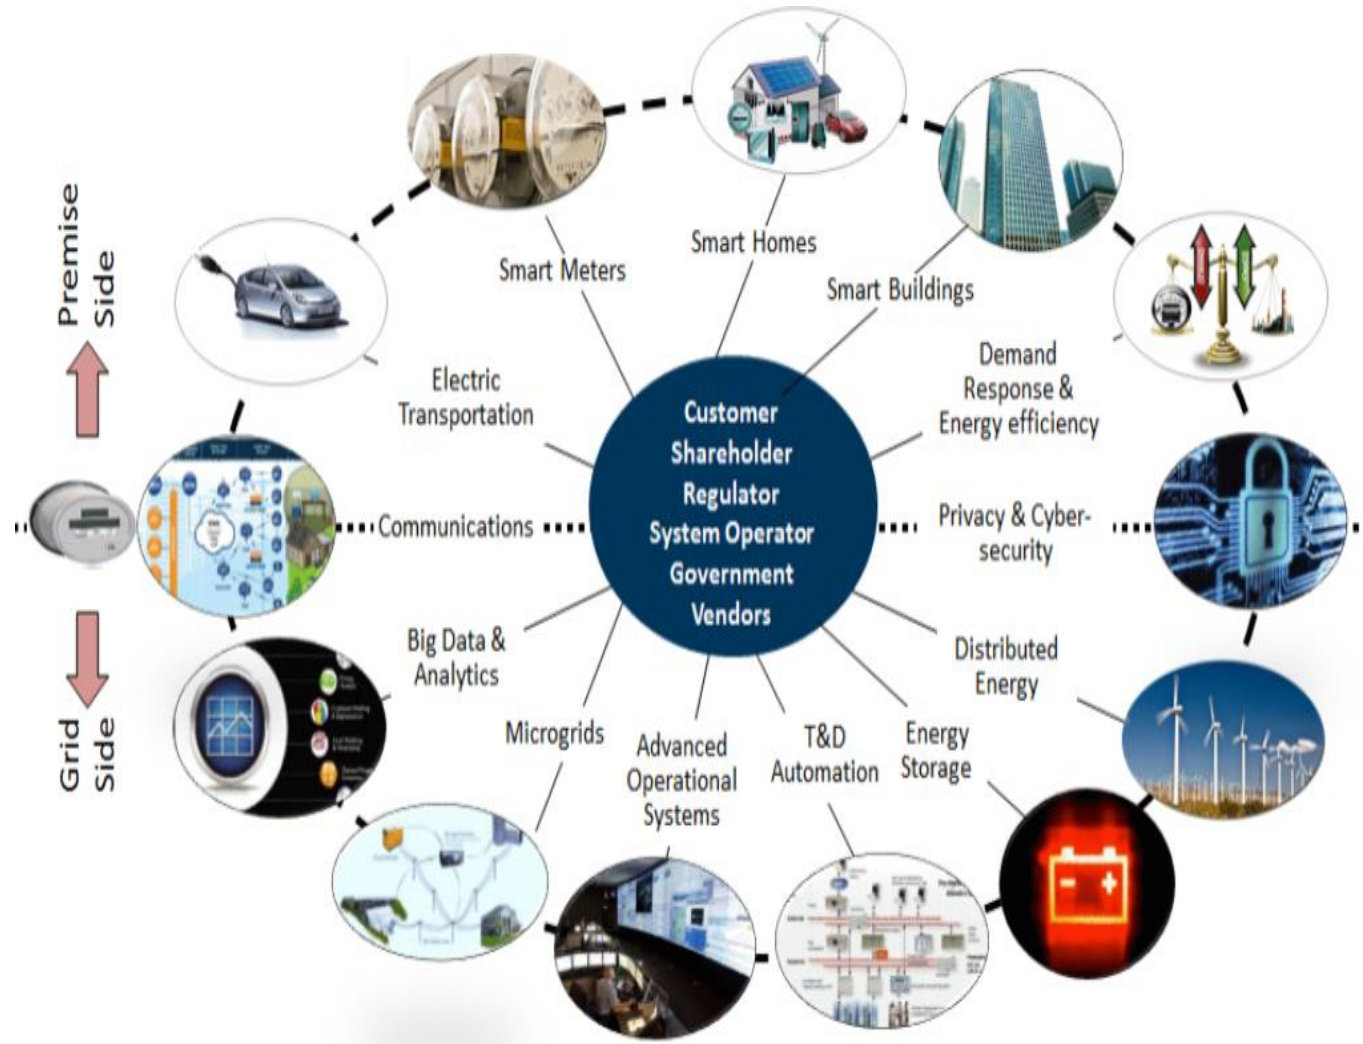 Premise
Side
Grid
Side
Smart Meters
Smart Homes
Smart Buildings
Electric
Transportation
Demand
Response &
Energy efficiency
Communications
Privacy & Cyber-
security
Customer
Shareholder
Regulator
System Operator
Government
Vendors
Big Data &
Analytics
Distributed
Energy
Microgrids
Advanced
Operational
Systems
T&D
Automation
Energy
Storage